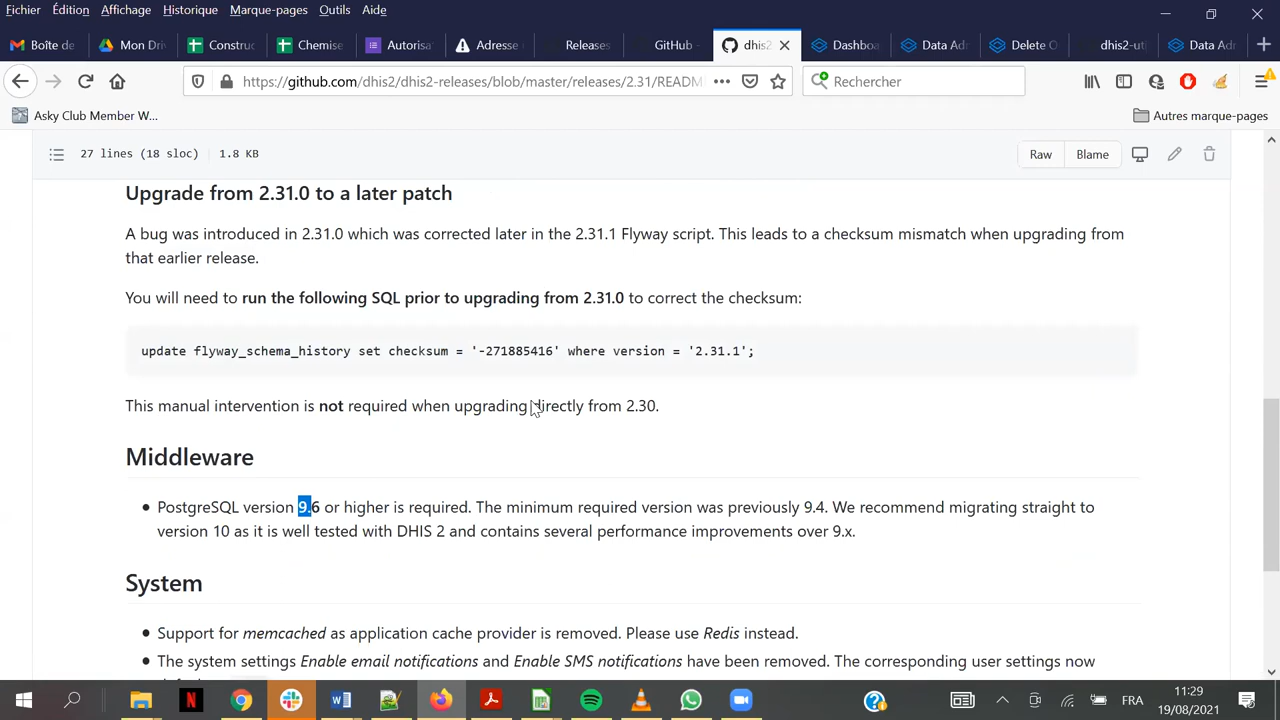 Fichier Édition Affichage Historique Marque-pages Outils Aide
Boîte de Mon Dri Constru Chemise Autorisa Adresse Releases GitHub dhis2 Dashbo Data Adm Delete O dhis2-uti Data Adr
https://github.com/dhis2/dhis2-releases/blob/master/releases/2.31/READM ••• Rechercher
Asky Club Member W... Autres marque-pages
27 lines (18 sloc) 1.8 KB Raw Blame
Upgrade from 2.31.0 to a later patch
A bug was introduced in 2.31.0 which was corrected later in the 2.31.1 Flyway script. This leads to a checksum mismatch when upgrading from
that earlier release.
You will need to run the following SQL prior to upgrading from 2.31.0 to correct the checksum:
update flyway_schema_history set checksum = '-271885416' where version = '2.31.1';
This manual intervention is not required when upgrading directly from 2.30.
Middleware
• PostgreSQL version 9.6 or higher is required. The minimum required version was previously 9.4. We recommend migrating straight to
version 10 as it is well tested with DHIS 2 and contains several performance improvements over 9.x.
System
• Support for memcached as application cache provider is removed. Please use Redis instead.
• The system settings Enable email notifications and Enable SMS notifications have been removed. The corresponding user settings now
FRA 11:29
19/08/2021